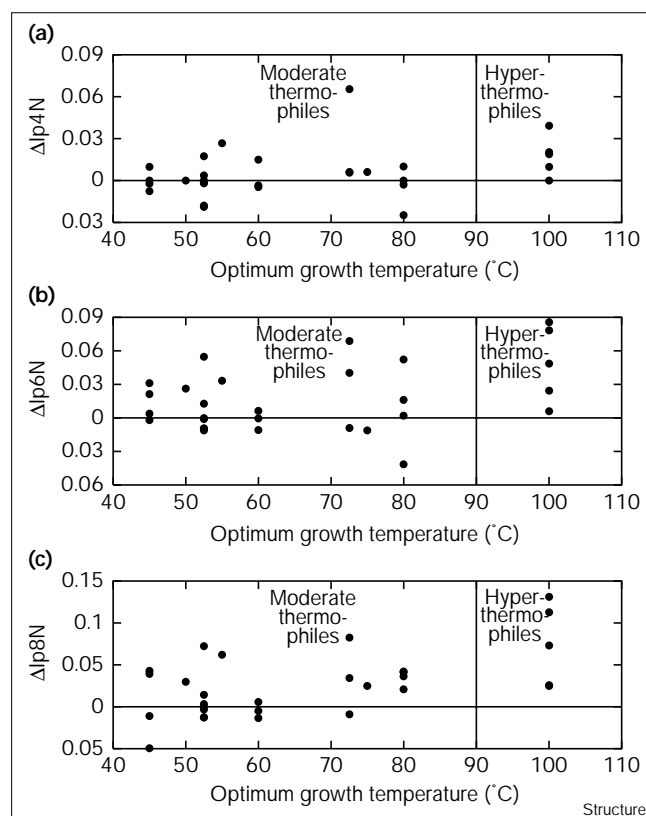 (a)
0.09
0.06
0.03
0
0.03
ΔIp4N
Moderate
thermo-
philes
Hyper-
thermo-
philes
40 50 60 70 80 90 100 110
Optimum growth temperature (˚C)
(b)
0.09
0.06
0.03
0
0.03
0.06
ΔIp6N
Moderate
thermo-
philes
Hyper-
thermo-
philes
40 50 60 70 80 90 100 110
Optimum growth temperature (˚C)
(c)
0.15
0.10
0.05
0
0.05
ΔIp8N
Moderate
thermo-
philes
Hyper-
thermo-
philes
40 50 60 70 80 90 100 110
Optimum growth temperature (˚C)
Structure